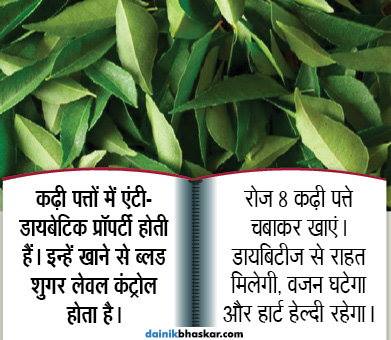 कढ़ी पत्तों में एंटी-
डायबेटिक प्रॉपर्टी होती
हैं। इन्हें खाने से ब्लड
शुगर लेवल कंट्रोल
होता है।
रोज 8 कढ़ी पत्ते
चबाकर खाएं।
डायबिटीज से राहत
मिलेगी, वजन घटेगा
और हार्ट हेल्दी रहेगा।
dainikbhaskar.com